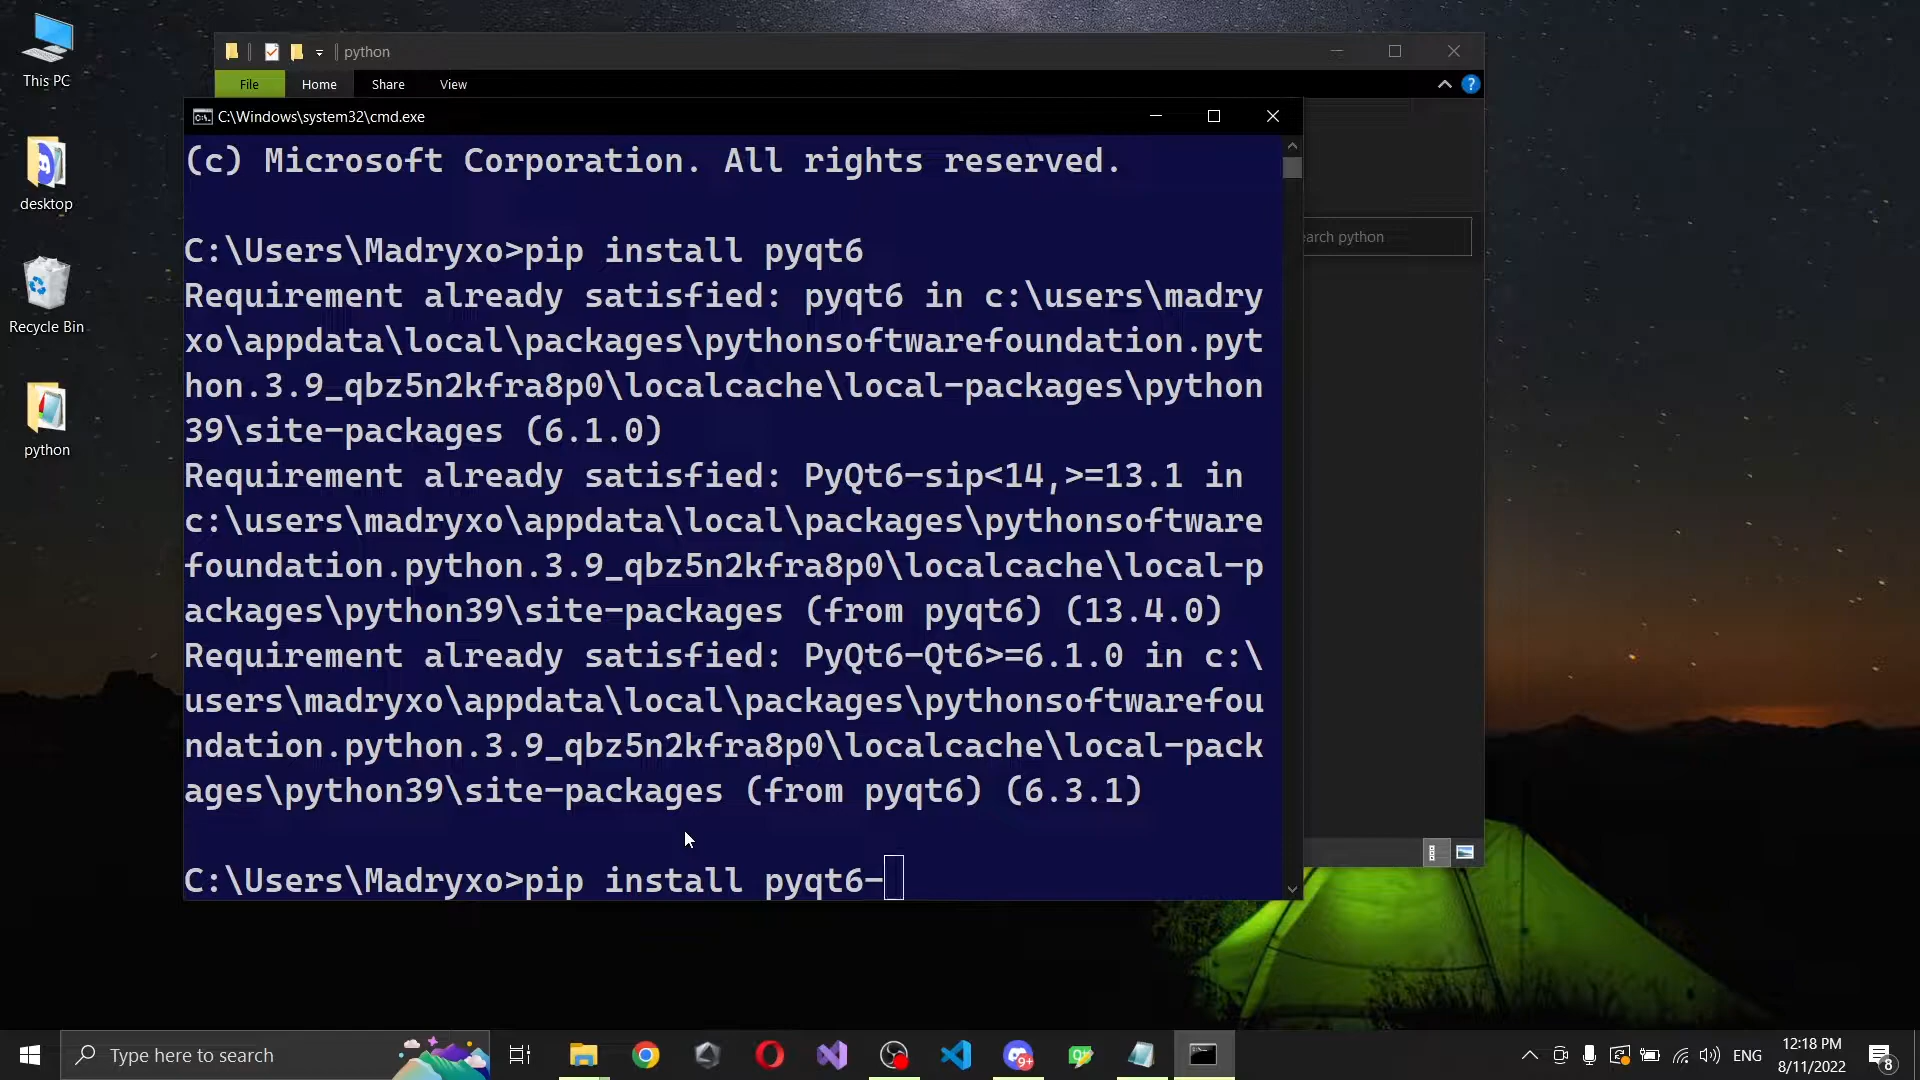 This PC
desktop
Recycle Bin
python
python
File Home Share View
C:\Windows\system32\cmd.exe
(c) Microsoft Corporation. All rights reserved.
C:\Users\Madryxo>pip install pyqt6
Requirement already satisfied: pyqt6 in c:\users\madry
xo\appdata\local\packages\pythonsoftwarefoundation.pyt
hon.3.9_qbz5n2kfra8p0\localcache\local-packages\python
39\site-packages (6.1.0)
Requirement already satisfied: PyQt6-sip<14,>=13.1 in
c:\users\madryxo\appdata\local\packages\pythonsoftware
foundation.python.3.9_qbz5n2kfra8p0\localcache\local-p
ackages\python39\site-packages (from pyqt6) (13.4.0)
Requirement already satisfied: PyQt6-Qt6>=6.1.0 in c:\
users\madryxo\appdata\local\packages\pythonsoftwarefou
ndation.python.3.9_qbz5n2kfra8p0\localcache\local-pack
ages\python39\site-packages (from pyqt6) (6.3.1)
C:\Users\Madryxo>pip install pyqt6-
earch python
Type here to search
9+
ENG
12:18 PM
8/11/2022
8